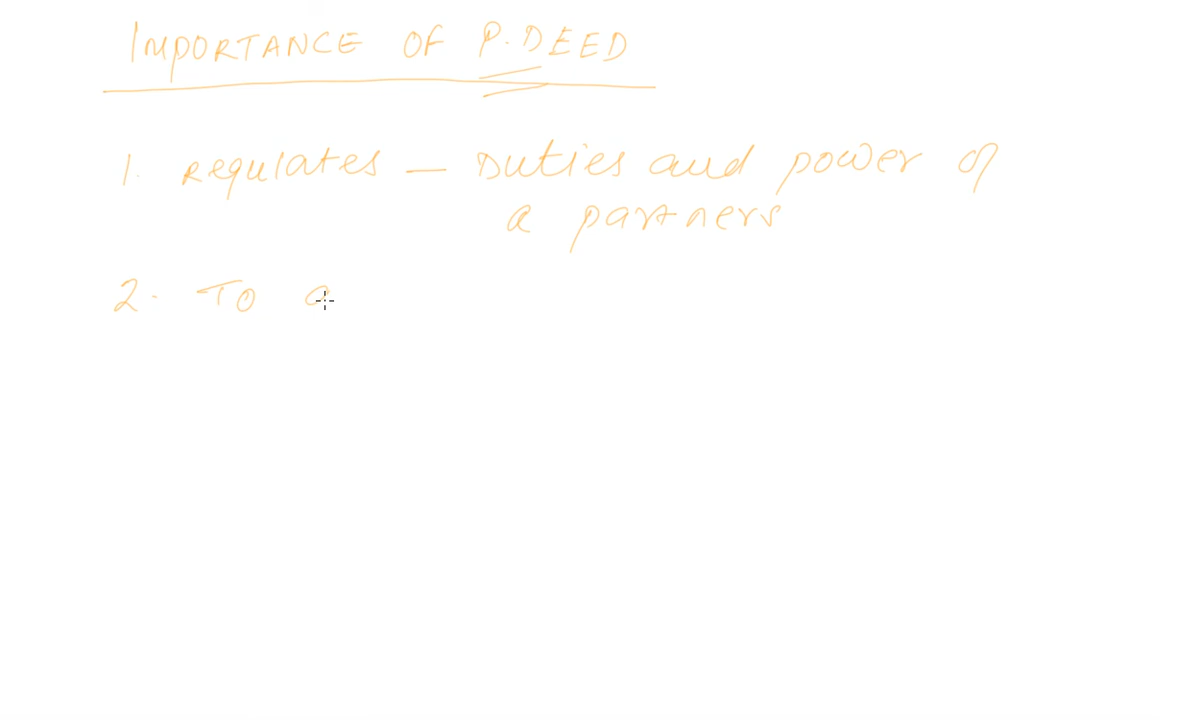 IMPORTANCE OF P. DEED
1. Regulates — Duties and power of
a partners
2. To a